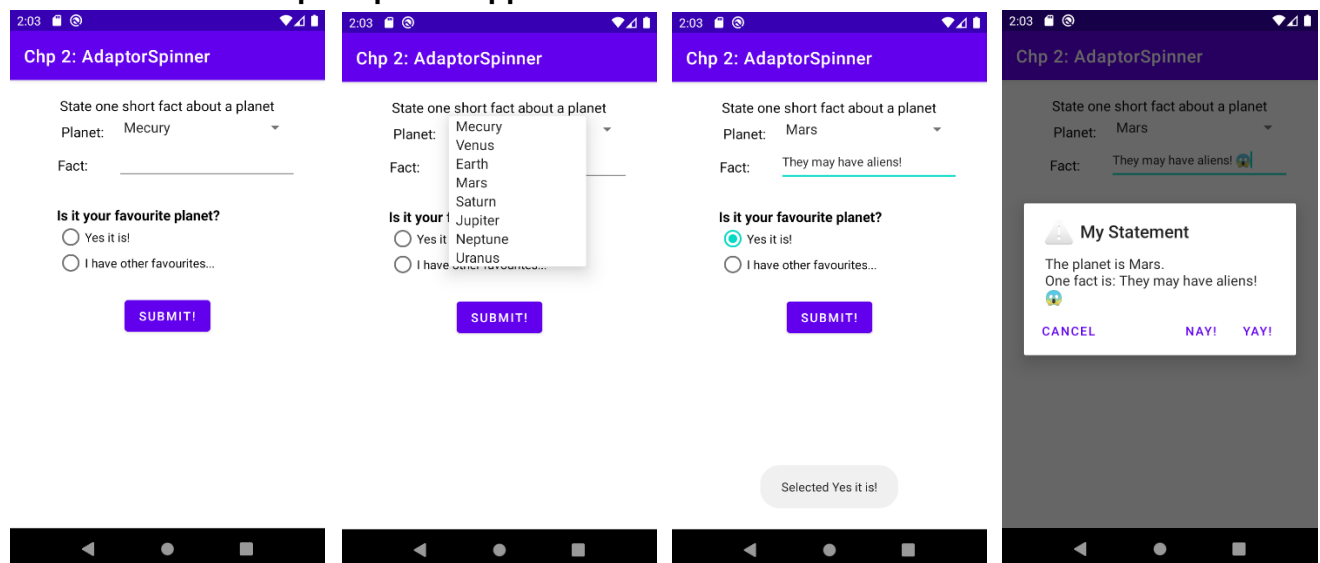 2:03
Chp 2: AdaptorSpinner
State one short fact about a planet
Planet: Mecury
Fact:
Is it your favourite planet?
Yes it is!
I have other favourites...
SUBMIT!
2:03
Chp 2: AdaptorSpinner
State one short fact about a planet
Planet:
Mecury
Venus
Earth
Mars
Saturn
Jupiter
Neptune
Uranus
Fact:
Is it your
Yes it
I have
SUBMIT!
2:03
Chp 2: AdaptorSpinner
State one short fact about a planet
Planet: Mars
Fact: They may have aliens!
Is it your favourite planet?
Yes it is!
I have other favourites...
SUBMIT!
Selected Yes it is!
2:03
Chp 2: AdaptorSpinner
State one short fact about a planet
Planet: Mars
Fact: They may have aliens! 😱
My Statement
The planet is Mars.
One fact is: They may have aliens!
😱
CANCEL NAY! YAY!